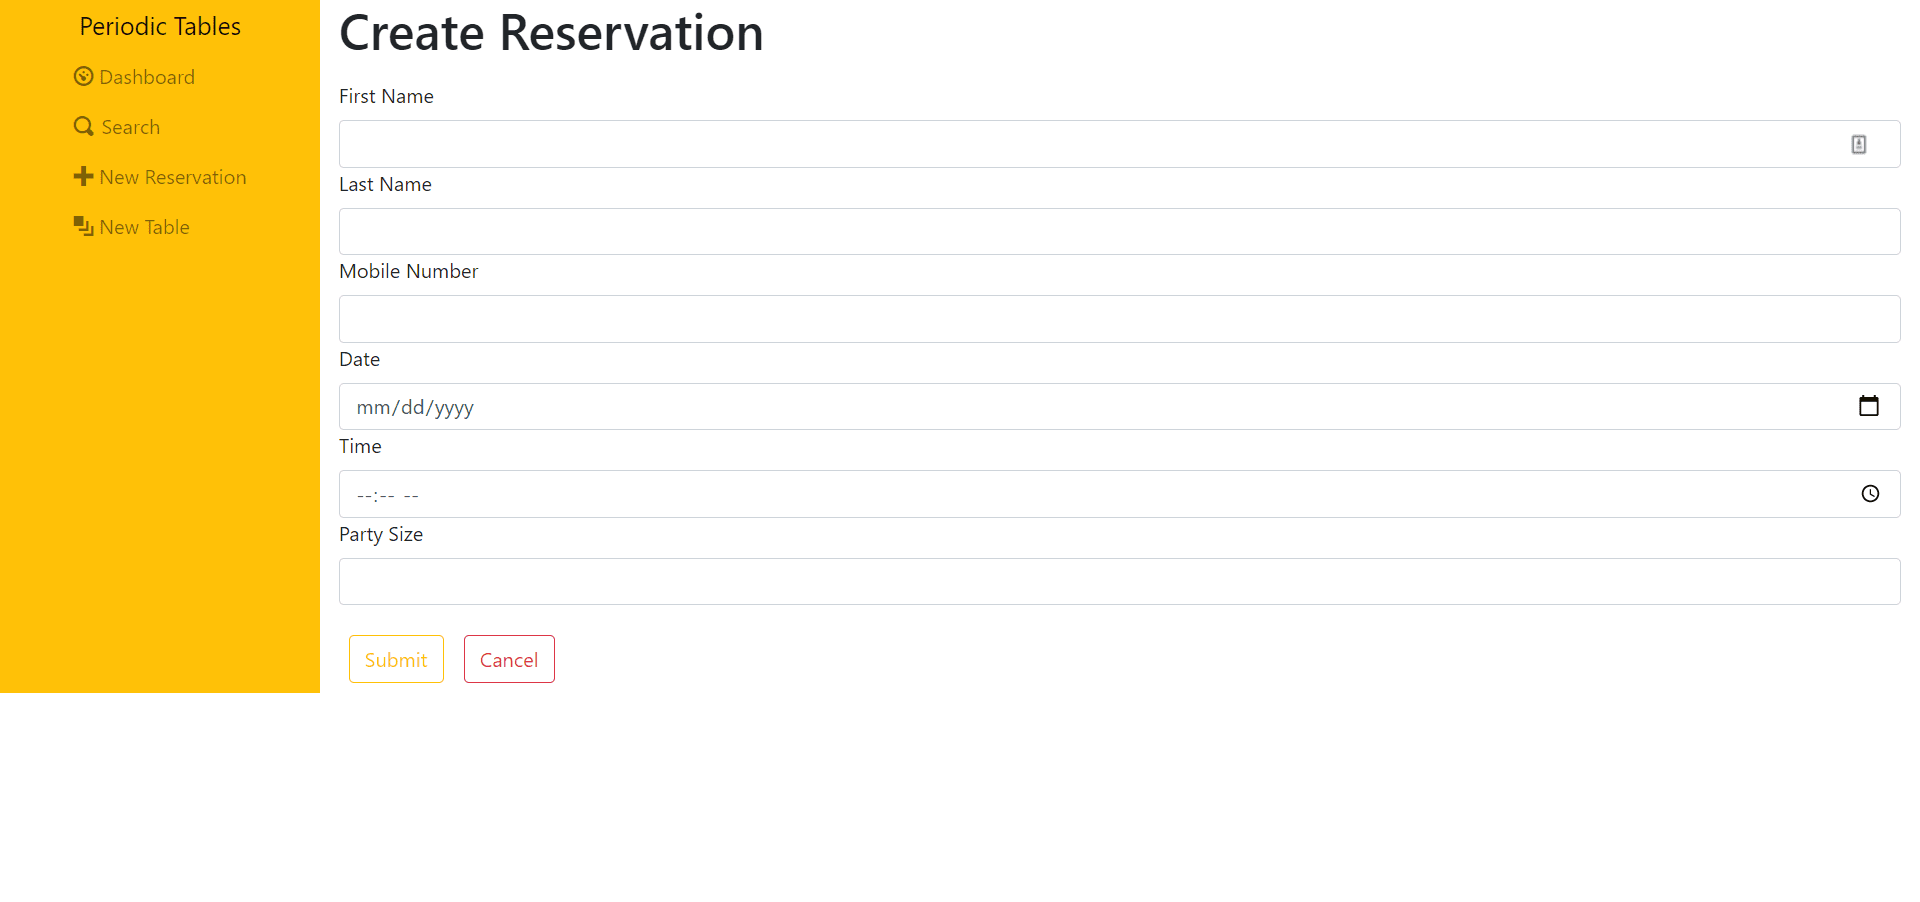 Periodic Tables
Dashboard
Search
New Reservation
New Table
Create Reservation
First Name
Last Name
Mobile Number
Date
mm/dd/yyyy
Time
--:-- --
Party Size
Submit
Cancel